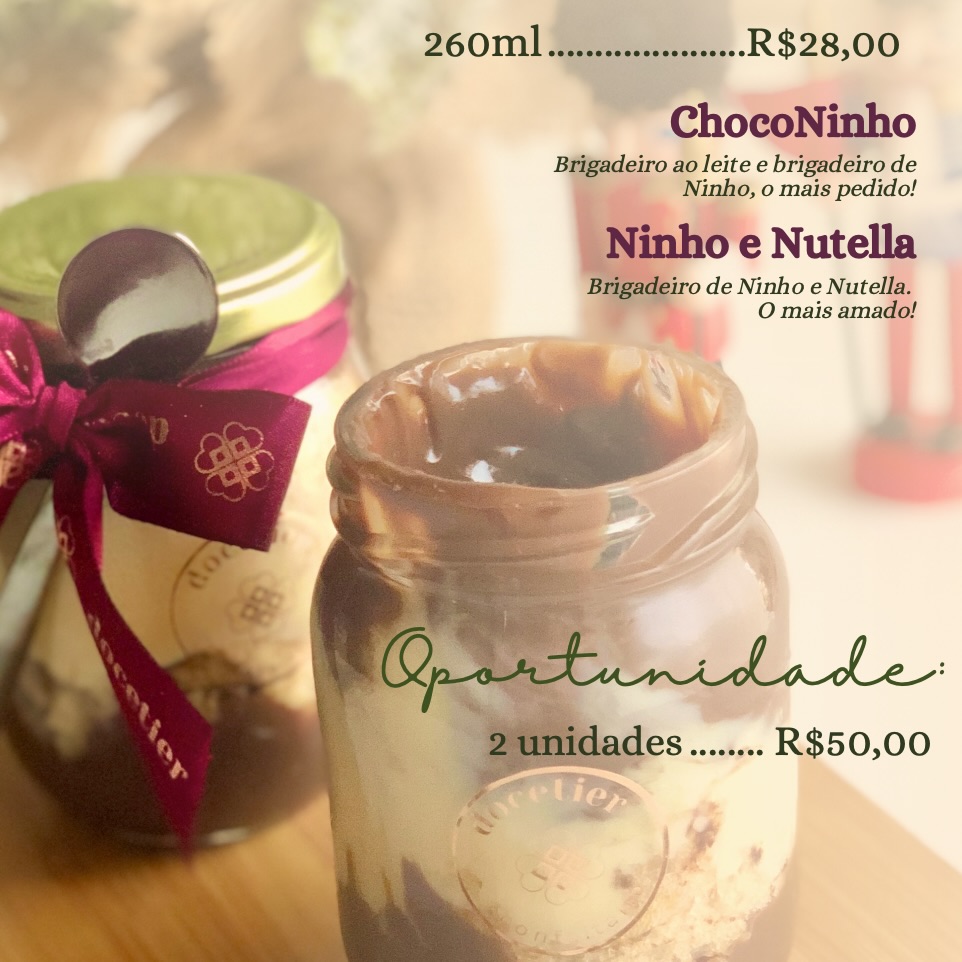 260ml.....................R$28,00
ChocoNinho
Brigadeiro ao leite e brigadeiro de
Ninho, o mais pedido!
Ninho e Nutella
Brigadeiro de Ninho e Nutella.
O mais amado!
Oportunidade:
2 unidades........ R$50,00
docetier
docetier